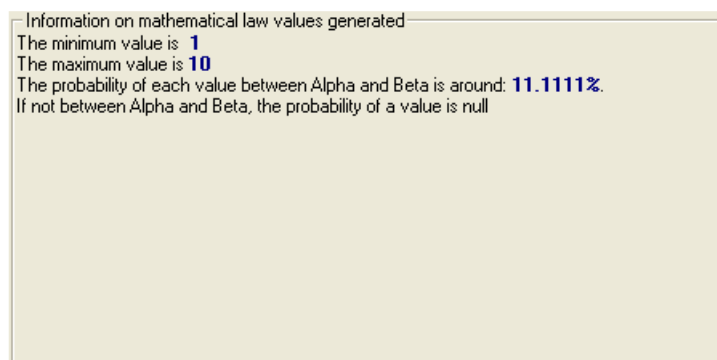 Information on mathematical law values generated
The minimum value is 1
The maximum value is 10
The probability of each value between Alpha and Beta is around: 11.1111%.
If not between Alpha and Beta, the probability of a value is null